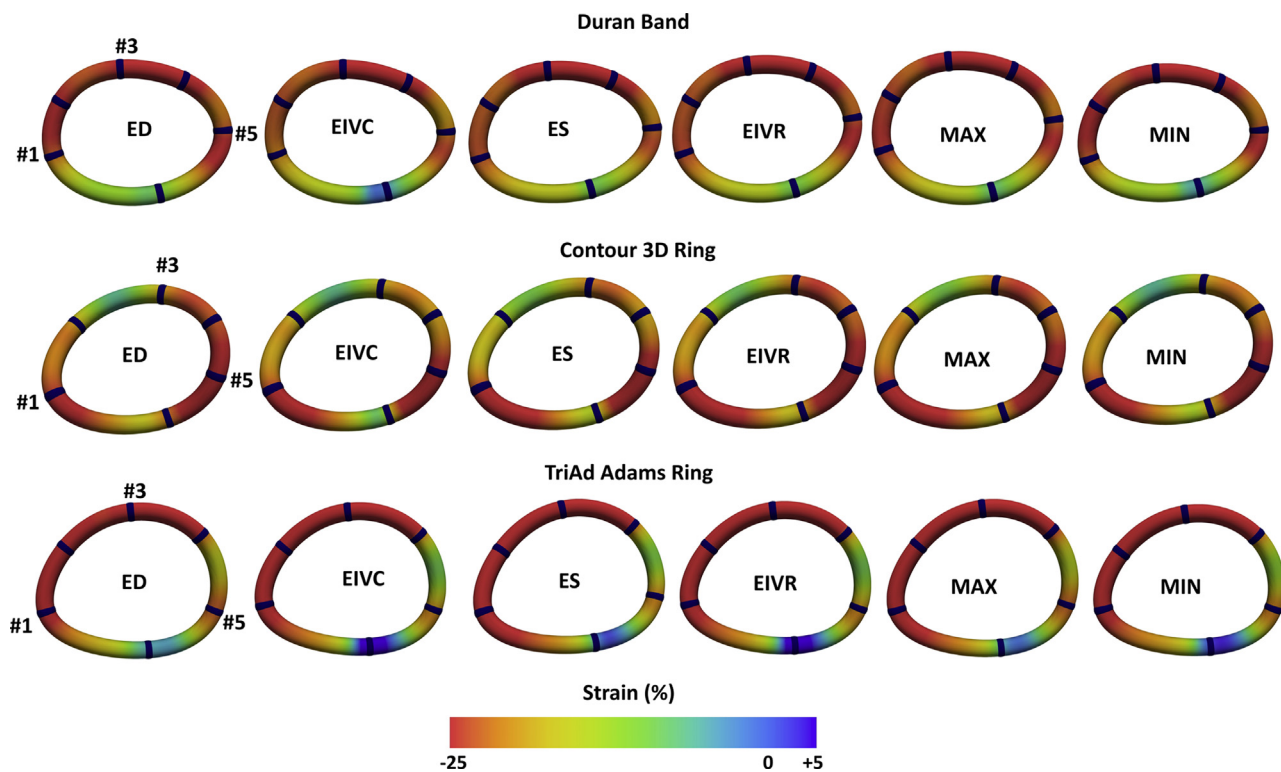 Duran Band
#3
ED EIVC ES EIVR MAX MIN
#1 #5
Contour 3D Ring
#3
ED EIVC ES EIVR MAX MIN
#1 #5
TriAd Adams Ring
#3
ED EIVC ES EIVR MAX MIN
#1 #5
Strain (%)
-25 0 +5